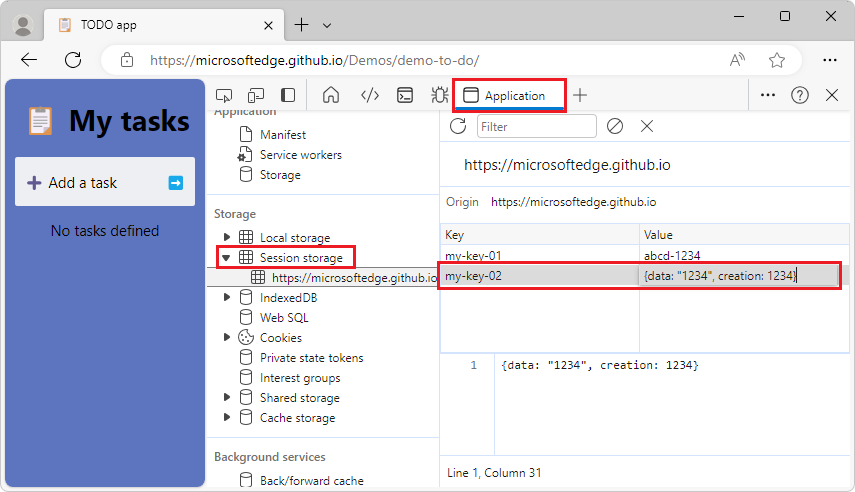 TODO app
https://microsoftedge.github.io/Demos/demo-to-do/
My tasks
Add a task
No tasks defined
Application
Application
Manifest
Service workers
Storage
Storage
Local storage
Session storage
https://microsoftedge.github.io
IndexedDB
Web SQL
Cookies
Private state tokens
Interest groups
Shared storage
Cache storage
Background services
Back/forward cache
Filter
https://microsoftedge.github.io
Origin https://microsoftedge.github.io
Key Value
my-key-01 abcd-1234
my-key-02 {data: "1234", creation: 1234}
1 {data: "1234", creation: 1234}
Line 1, Column 31